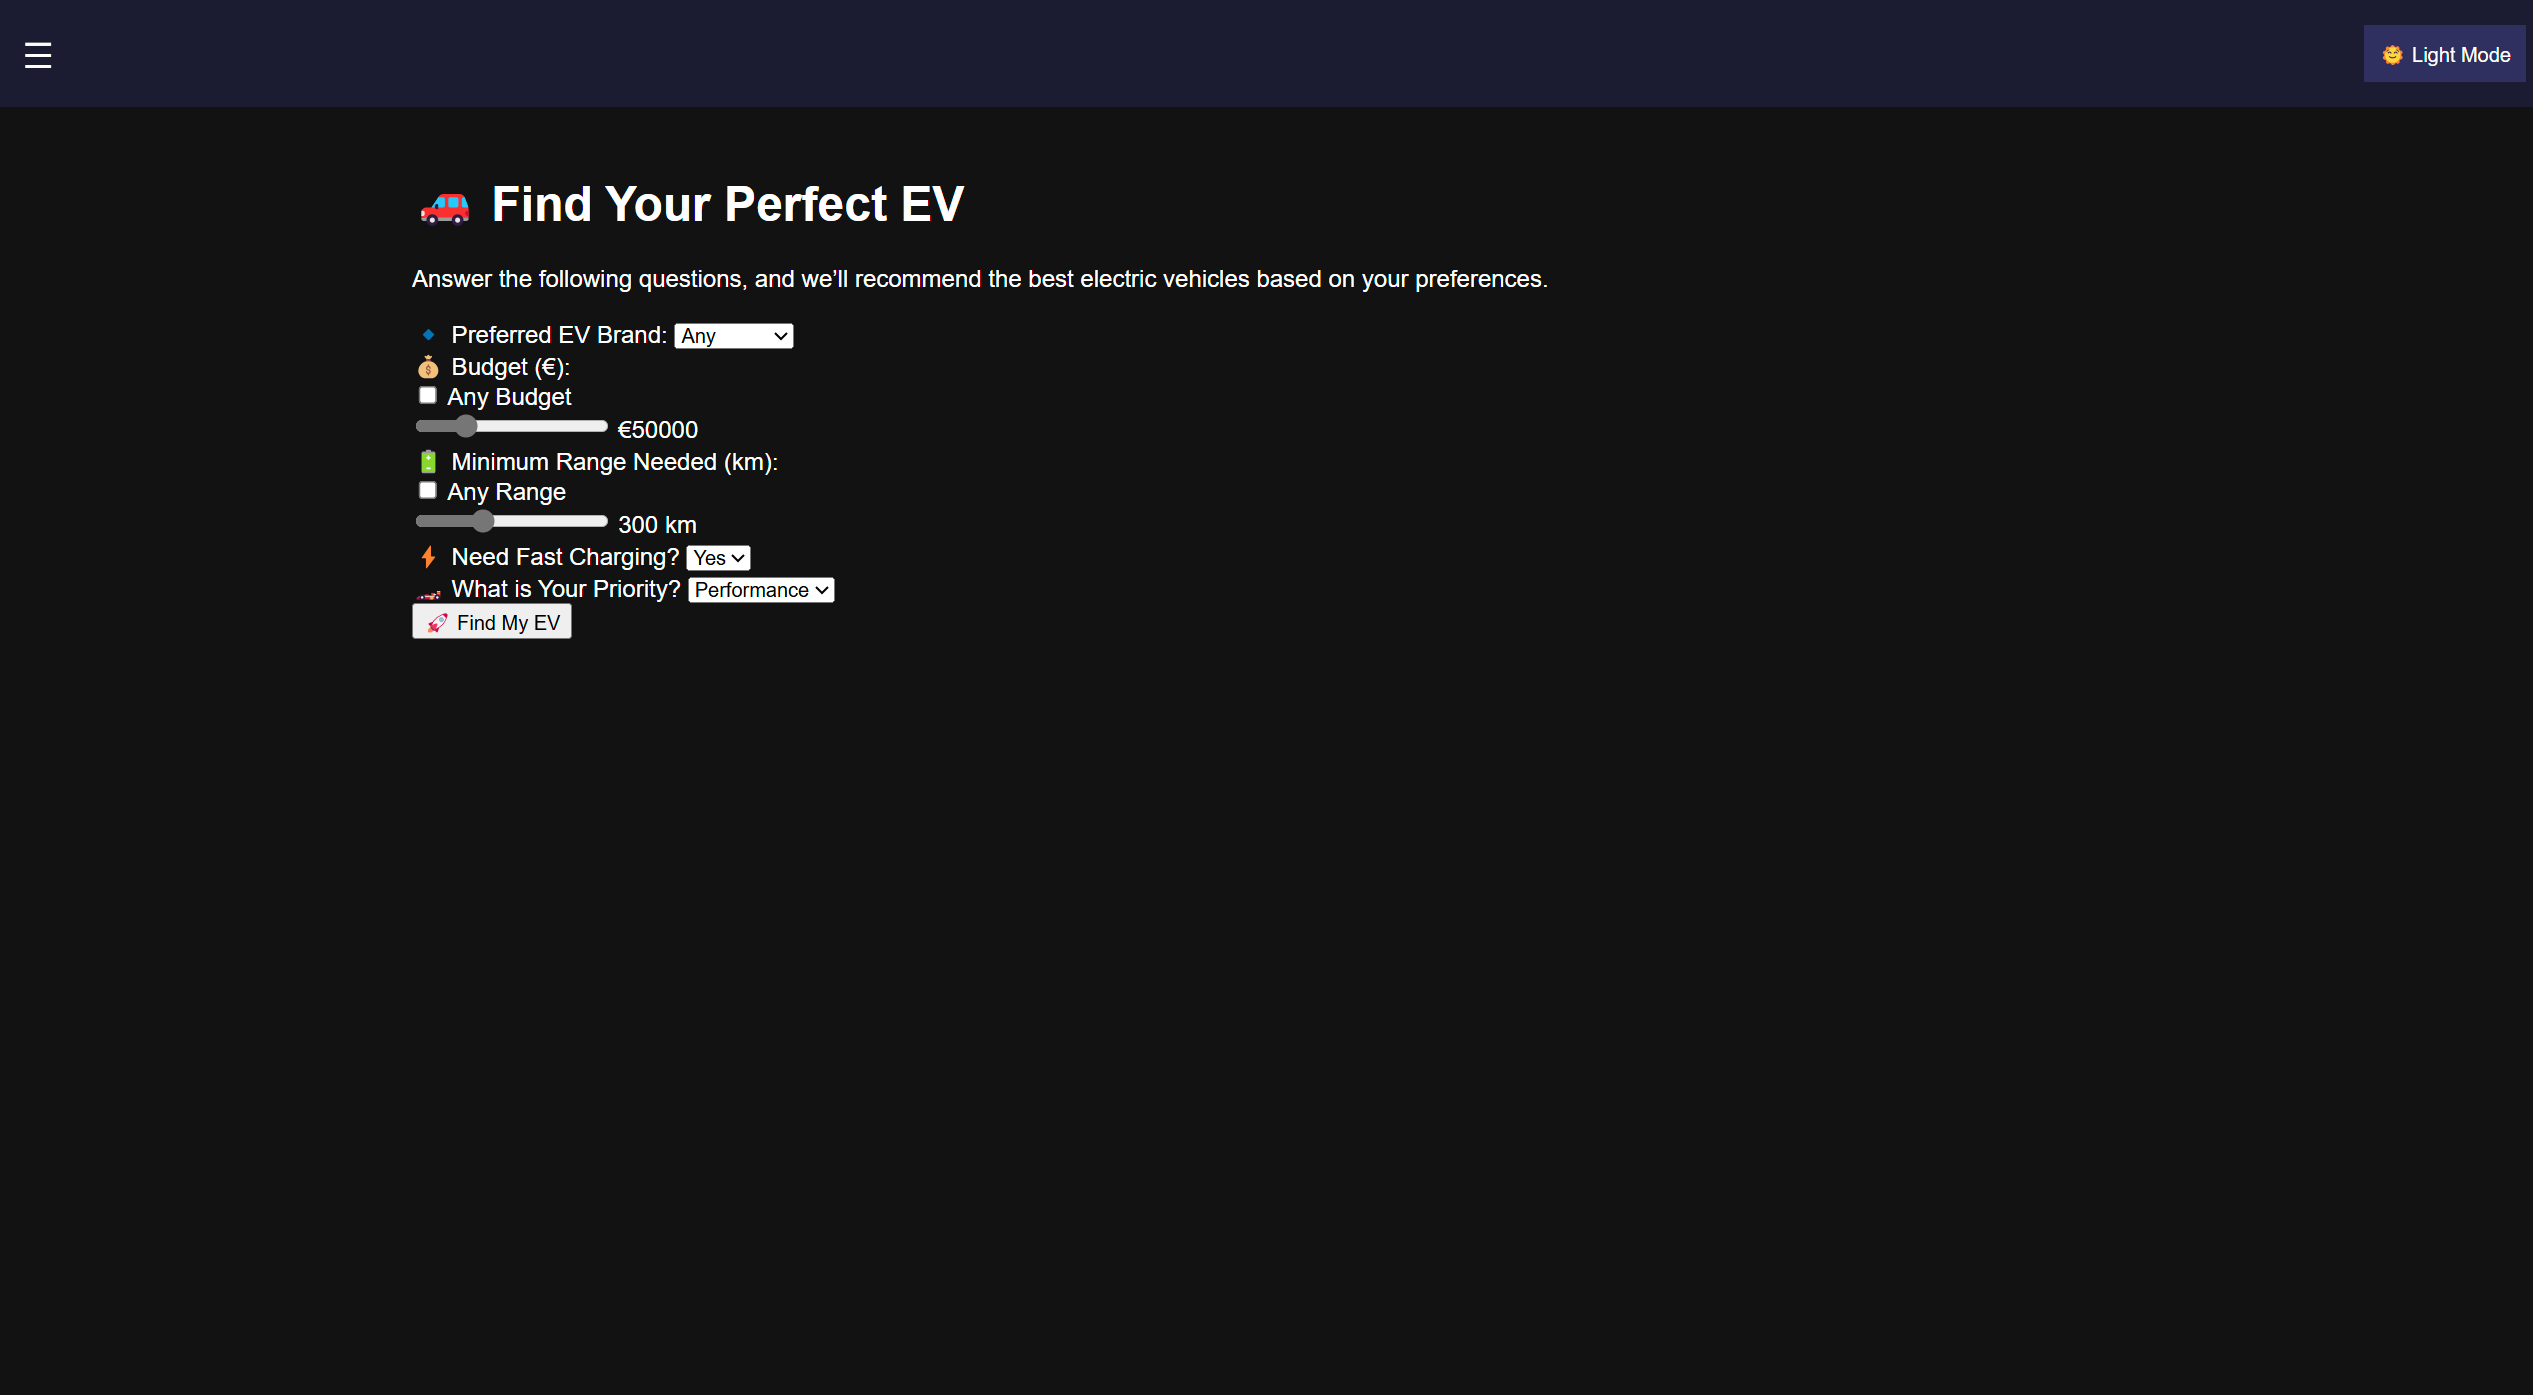 ☰
🌞 Light Mode
🚗 Find Your Perfect EV
Answer the following questions, and we’ll recommend the best electric vehicles based on your preferences.
🔹 Preferred EV Brand: Any
💰 Budget (€):
Any Budget
€50000
🔋 Minimum Range Needed (km):
Any Range
300 km
⚡ Need Fast Charging? Yes
🏎️ What is Your Priority? Performance
🚀 Find My EV